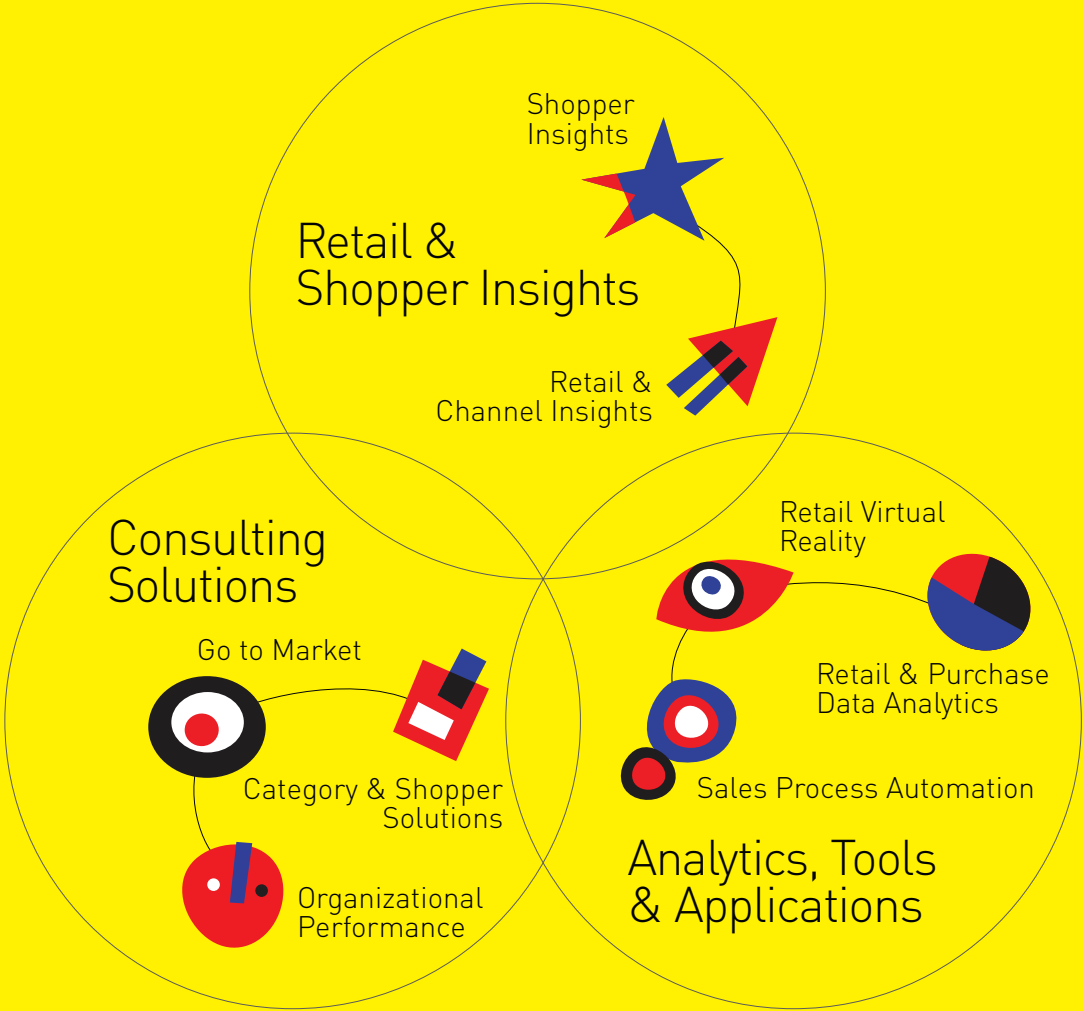 Shopper
Insights
Retail &
Shopper Insights
Retail &
Channel Insights
Consulting
Solutions
Go to Market
Category & Shopper
Solutions
Organizational
Performance
Retail Virtual
Reality
Retail & Purchase
Data Analytics
Sales Process Automation
Analytics, Tools
& Applications